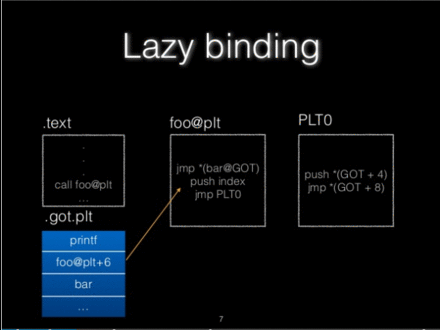 Lazy binding
.text
.
.
.
call foo@plt
...
foo@plt
jmp *(bar@GOT)
push index
jmp PLT0
PLT0
push *(GOT + 4)
jmp *(GOT + 8)
.got.plt
printf
foo@plt+6
bar
...
7